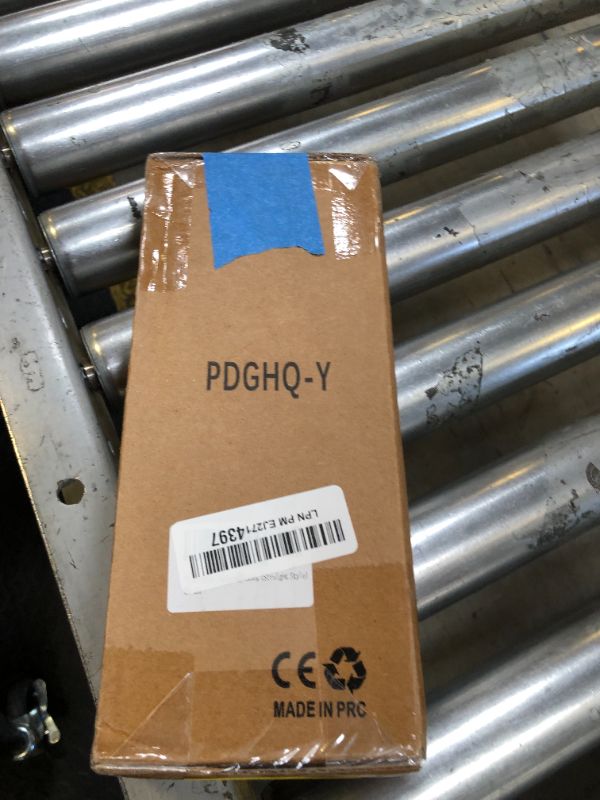 PDGHQ-Y
LPN PM EJ2714397
CE
MADE IN PRC